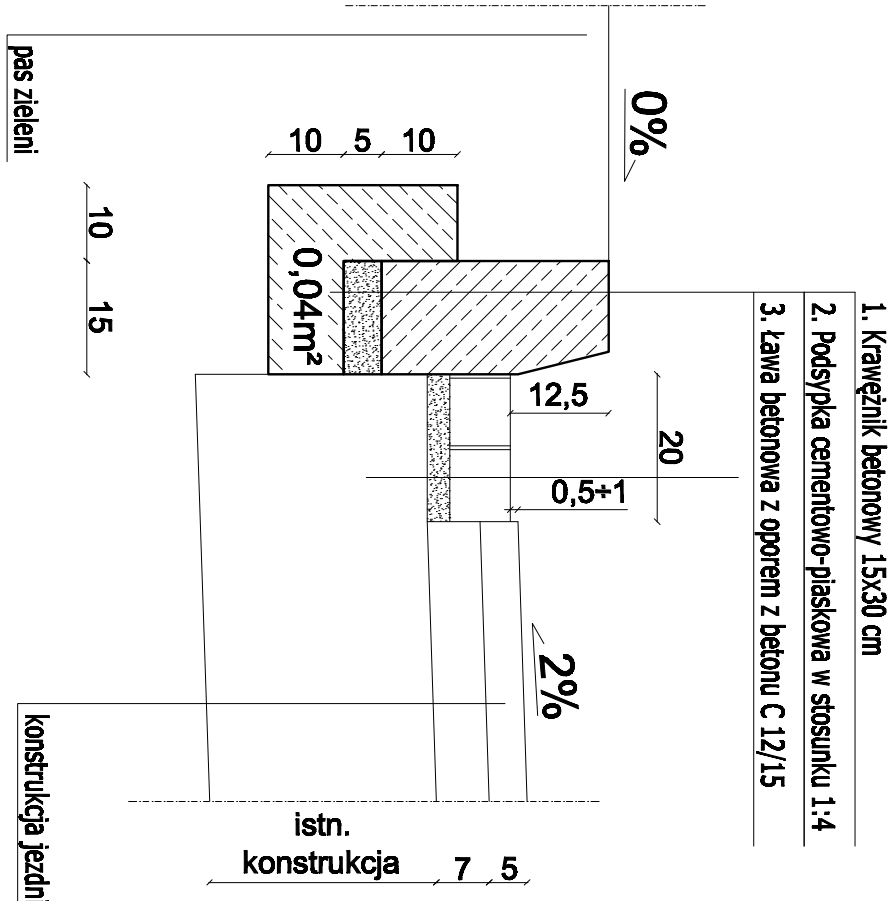 1. Krawężnik betonowy 15x30 cm
2. Podsypka cementowo-piaskowa w stosunku 1:4
3. Ława betonowa z oporem z betonu C 12/15
0%
pas zieleni
10 5 10
10
15
0,04m²
12,5
20
0,5÷1
2%
konstrukcja jezdni
istn.
konstrukcja
7 5